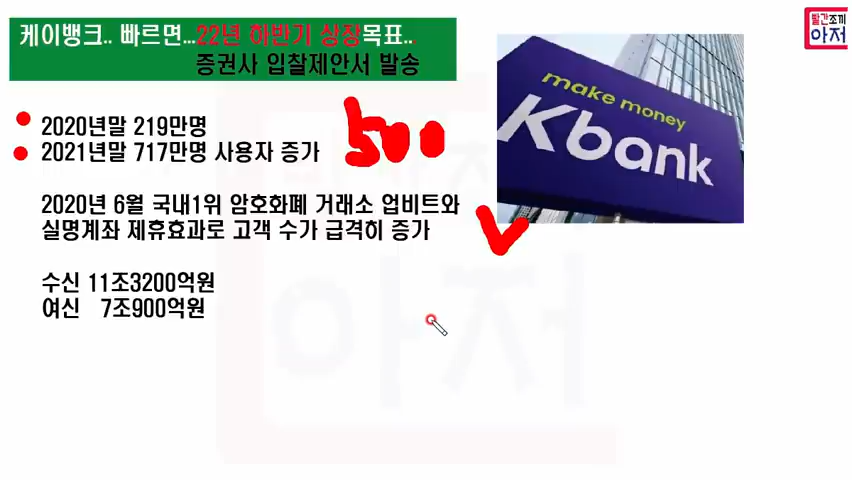 케이뱅크.. 빠르면...22년 하반기 상장목표..
증권사 입찰제안서 발송
빨간조끼
아저
2020년말 219만명
2021년말 717만명 사용자 증가
500
make money
Kbank
2020년 6월 국내1위 암호화폐 거래소 업비트와
실명계좌 제휴효과로 고객 수가 급격히 증가
수신 11조3200억원
여신 7조900억원
아저